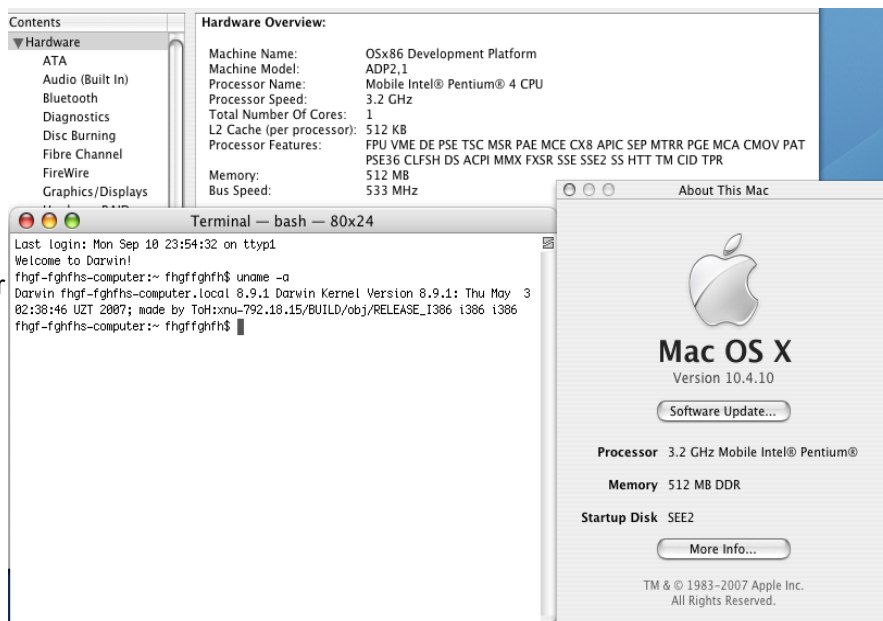 Contents
Hardware
ATA
Audio (Built In)
Bluetooth
Diagnostics
Disc Burning
Fibre Channel
FireWire
Graphics/Displays
Hardware Overview:
Machine Name: OSx86 Development Platform
Machine Model: ADP2,1
Processor Name: Mobile Intel® Pentium® 4 CPU
Processor Speed: 3.2 GHz
Total Number Of Cores: 1
L2 Cache (per processor): 512 KB
Processor Features: FPU VME DE PSE TSC MSR PAE MCE CX8 APIC SEP MTRR PGE MCA CMOV PAT
PSE36 CLFSH DS ACPI MMX FXSR SSE SSE2 SS HTT TM CID TPR
Memory: 512 MB
Bus Speed: 533 MHz
Terminal — bash — 80x24
Last login: Mon Sep 10 23:54:32 on ttyp1
Welcome to Darwin!
fhgf-fghfhs-computer:~ fhgffghfh$ uname -a
Darwin fhgf-fghfhs-computer.local 8.9.1 Darwin Kernel Version 8.9.1: Thu May  3
02:38:46 UZT 2007; made by ToH:xnu-792.18.15/BUILD/obj/RELEASE_I386 i386 i386
fhgf-fghfhs-computer:~ fhgffghfh$
r
About This Mac
Mac OS X
Version 10.4.10
Software Update...
Processor 3.2 GHz Mobile Intel® Pentium®
Memory 512 MB DDR
Startup Disk SEE2
More Info...
TM & © 1983-2007 Apple Inc.
All Rights Reserved.